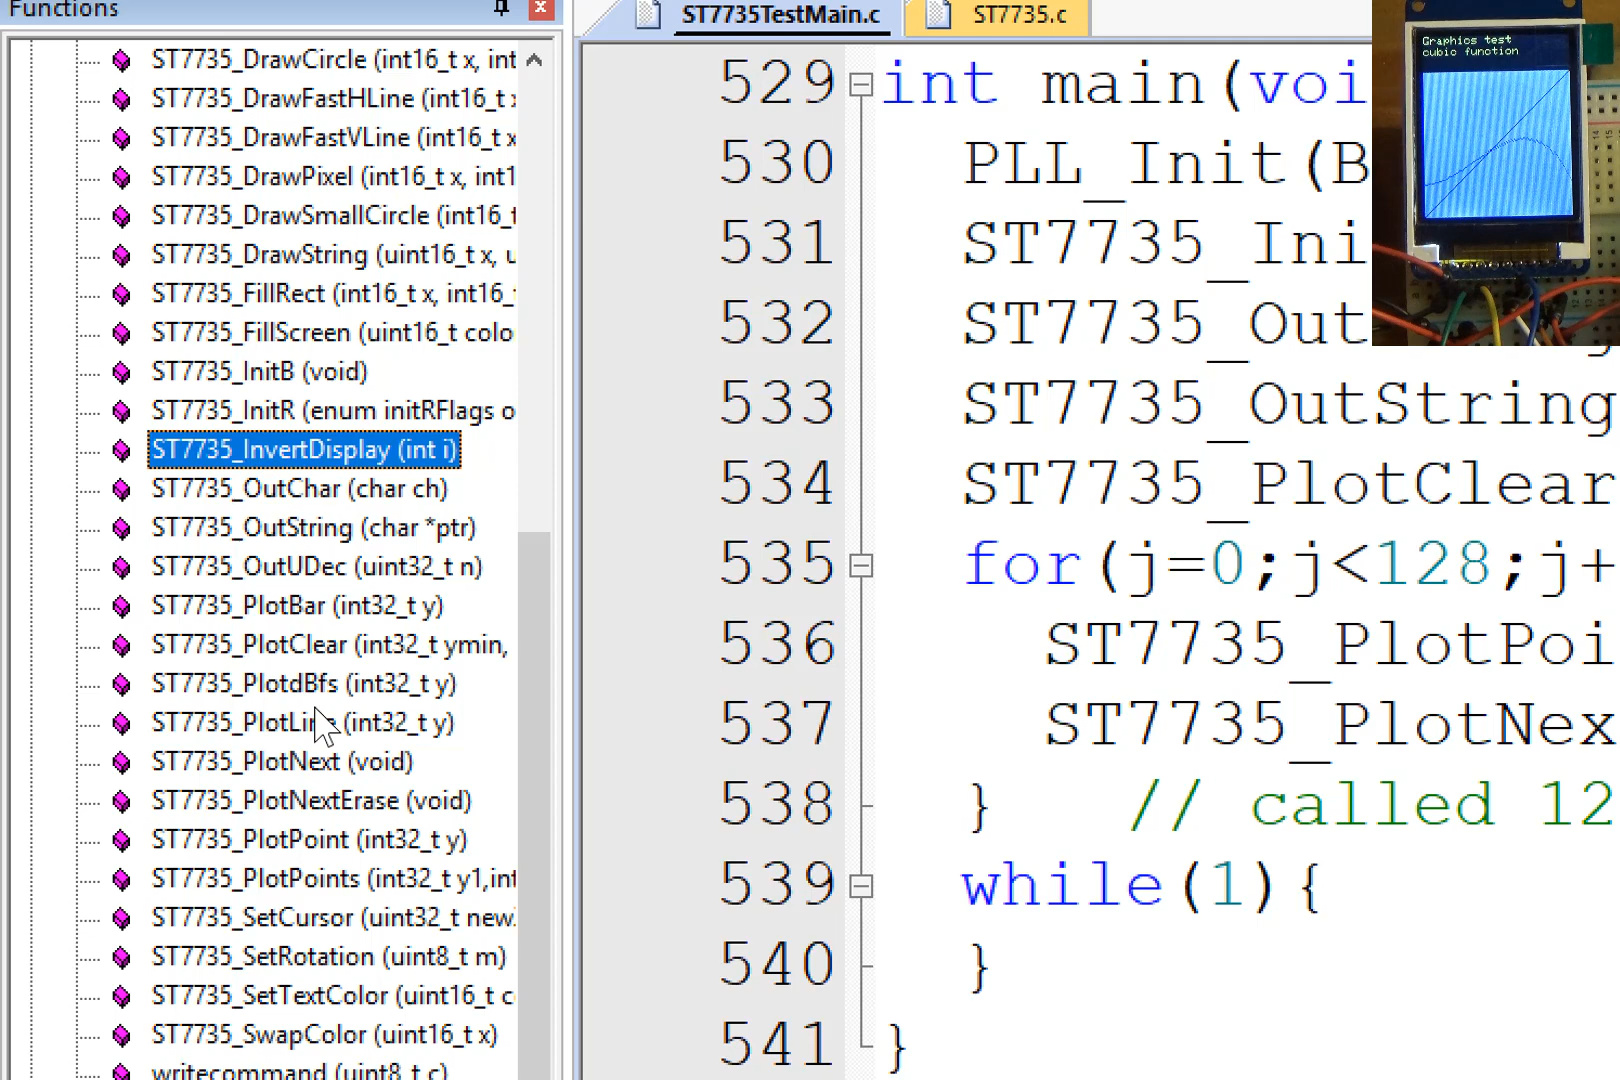 Functions
ST7735_DrawCircle (int16_t x, int
ST7735_DrawFastHLine (int16_t x
ST7735_DrawFastVLine (int16_t x
ST7735_DrawPixel (int16_t x, int1
ST7735_DrawSmallCircle (int16_t
ST7735_DrawString (uint16_t x, u
ST7735_FillRect (int16_t x, int16_t
ST7735_FillScreen (uint16_t colo
ST7735_InitB (void)
ST7735_InitR (enum initRFlags o
ST7735_InvertDisplay (int i)
ST7735_OutChar (char ch)
ST7735_OutString (char *ptr)
ST7735_OutUDec (uint32_t n)
ST7735_PlotBar (int32_t y)
ST7735_PlotClear (int32_t ymin,
ST7735_PlotdBfs (int32_t y)
ST7735_PlotLine (int32_t y)
ST7735_PlotNext (void)
ST7735_PlotNextErase (void)
ST7735_PlotPoint (int32_t y)
ST7735_PlotPoints (int32_t y1,int
ST7735_SetCursor (uint32_t new
ST7735_SetRotation (uint8_t m)
ST7735_SetTextColor (uint16_t c
ST7735_SwapColor (uint16_t x)
writecommand (uint8_t c)
ST7735TestMain.c
ST7735.c
529 int main(voi
530 PLL_Init(B
531 ST7735_Ini
532 ST7735_Out
533 ST7735_OutString
534 ST7735_PlotClear
535 for(j=0;j<128;j+
536 ST7735_PlotPoi
537 ST7735_PlotNex
538 } // called 12
539 while(1){
540 }
541 }
Graphics test
cubic function